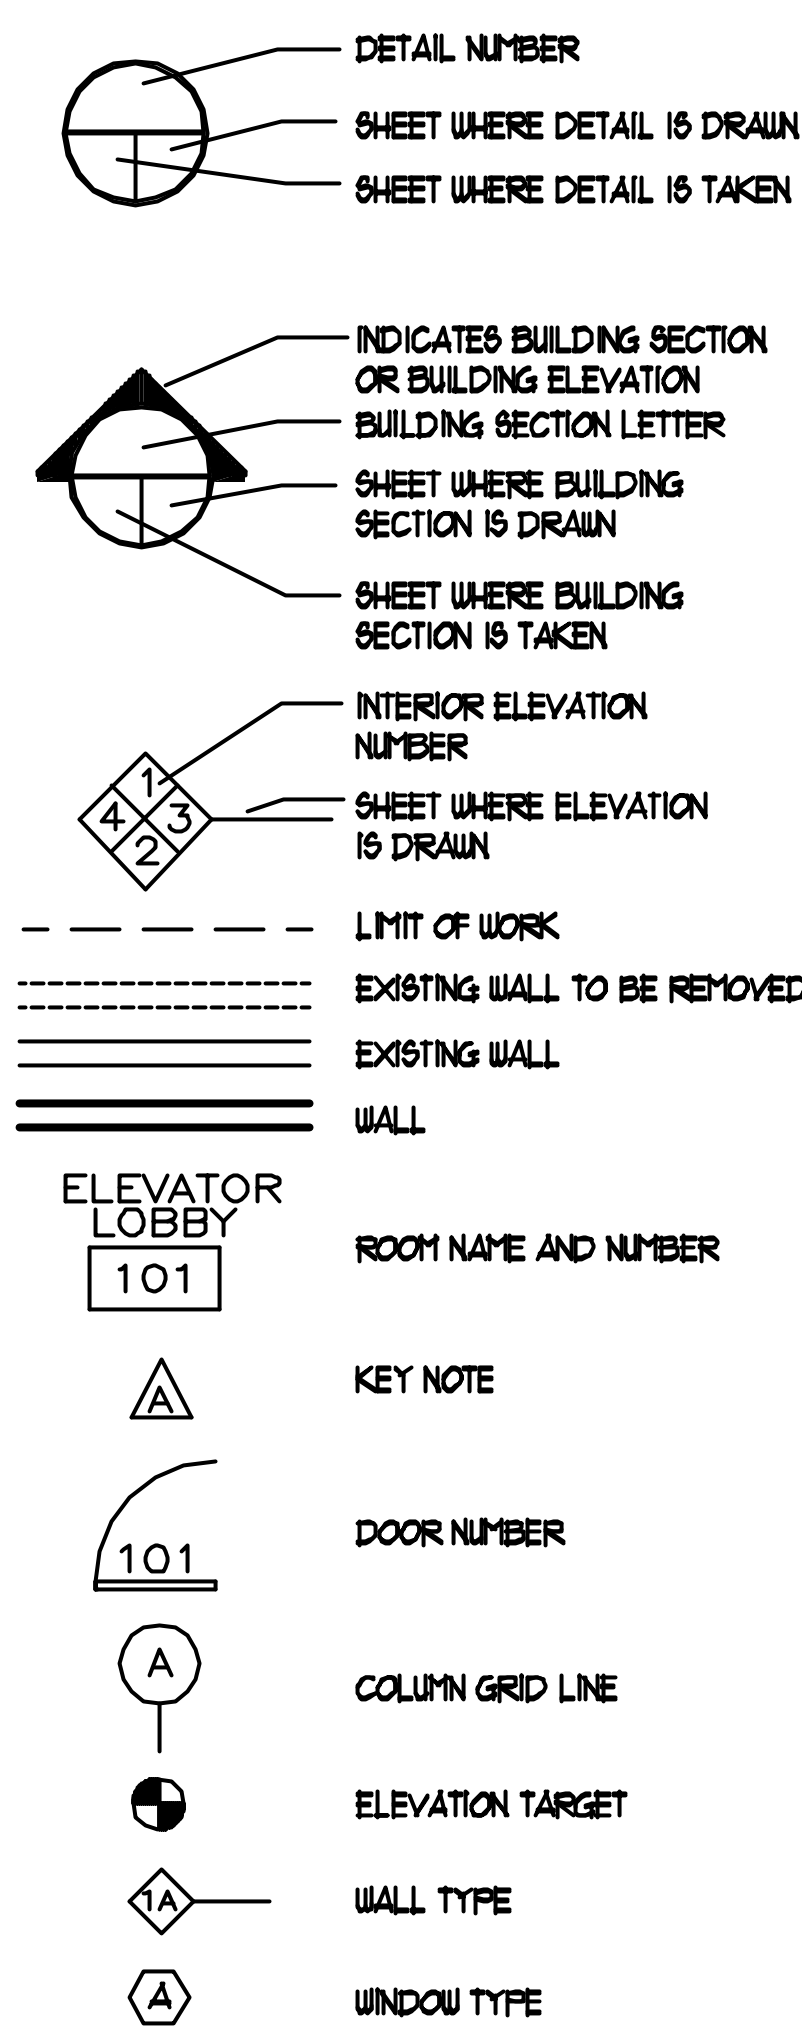 DETAIL NUMBER
SHEET WHERE DETAIL IS DRAWN
SHEET WHERE DETAIL IS TAKEN
INDICATES BUILDING SECTION
OR BUILDING ELEVATION
BUILDING SECTION LETTER
SHEET WHERE BUILDING
SECTION IS DRAWN
SHEET WHERE BUILDING
SECTION IS TAKEN
INTERIOR ELEVATION
NUMBER
1
4 3
2
SHEET WHERE ELEVATION
IS DRAWN
LIMIT OF WORK
EXISTING WALL TO BE REMOVED
EXISTING WALL
WALL
ELEVATOR
LOBBY
101
ROOM NAME AND NUMBER
A
KEY NOTE
101
DOOR NUMBER
A
COLUMN GRID LINE
ELEVATION TARGET
1A
WALL TYPE
A
WINDOW TYPE